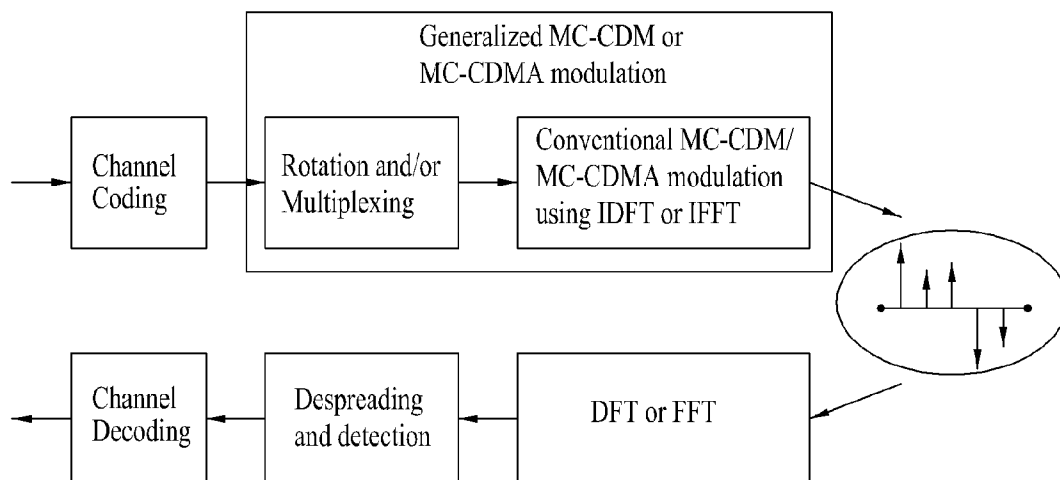 Generalized MC-CDM or
MC-CDMA modulation
Channel
Coding
Rotation and/or
Multiplexing
Conventional MC-CDM/
MC-CDMA modulation
using IDFT or IFFT
Channel
Decoding
Despreading
and detection
DFT or FFT